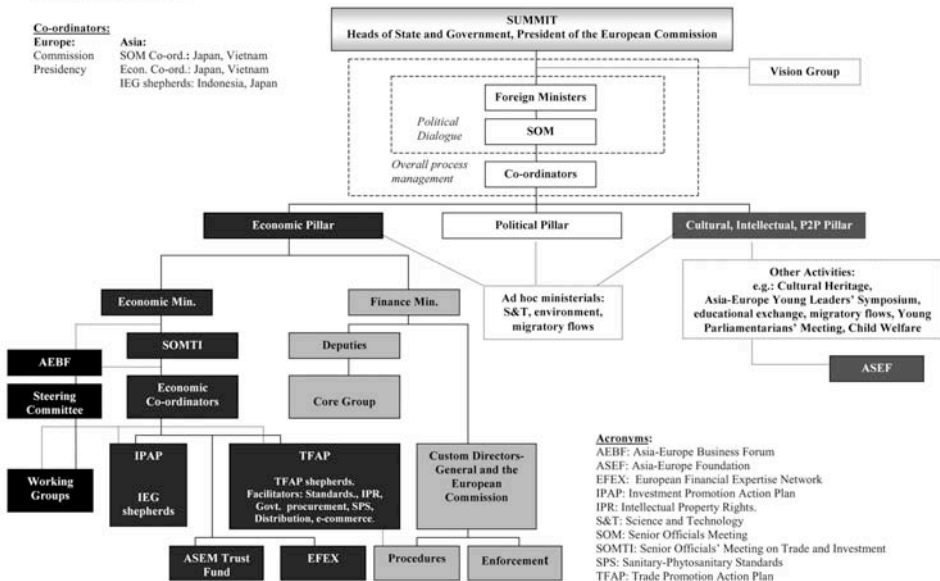 Co-ordinators:
Europe: Asia:
Commission SOM Co-ord.: Japan, Vietnam
Presidency Econ. Co-ord.: Japan, Vietnam
IEG shepherds: Indonesia, Japan
SUMMIT
Heads of State and Government, President of the European Commission
Vision Group
Foreign Ministers
Political
Dialogue
SOM
Overall process
management
Co-ordinators
Economic Pillar
Political Pillar
Cultural, Intellectual, P2P Pillar
Economic Min.
Finance Min.
Ad hoc ministerials:
S&T, environment,
migratory flows
Other Activities:
e.g.: Cultural Heritage,
Asia-Europe Young Leaders' Symposium,
educational exchange, migratory flows, Young
Parliamentarians' Meeting, Child Welfare
SOMTI
Deputies
AEBF
ASEF
Steering
Committee
Economic
Co-ordinators
Core Group
Working
Groups
IPAP
IEG
shepherds
TFAP
TFAP shepherds.
Facilitators: Standards., IPR,
Govt. procurement, SPS,
Distribution, e-commerce.
Custom Directors-
General and the
European
Commission
ASEM Trust
Fund
EFEX
Procedures
Enforcement
Acronyms:
AEBF: Asia-Europe Business Forum
ASEF: Asia-Europe Foundation
EFEX: European Financial Expertise Network
IPAP: Investment Promotion Action Plan
IPR: Intellectual Property Rights.
S&T: Science and Technology
SOM: Senior Officials Meeting
SOMTI: Senior Officials' Meeting on Trade and Investment
SPS: Sanitary-Phytosanitary Standards
TFAP: Trade Promotion Action Plan